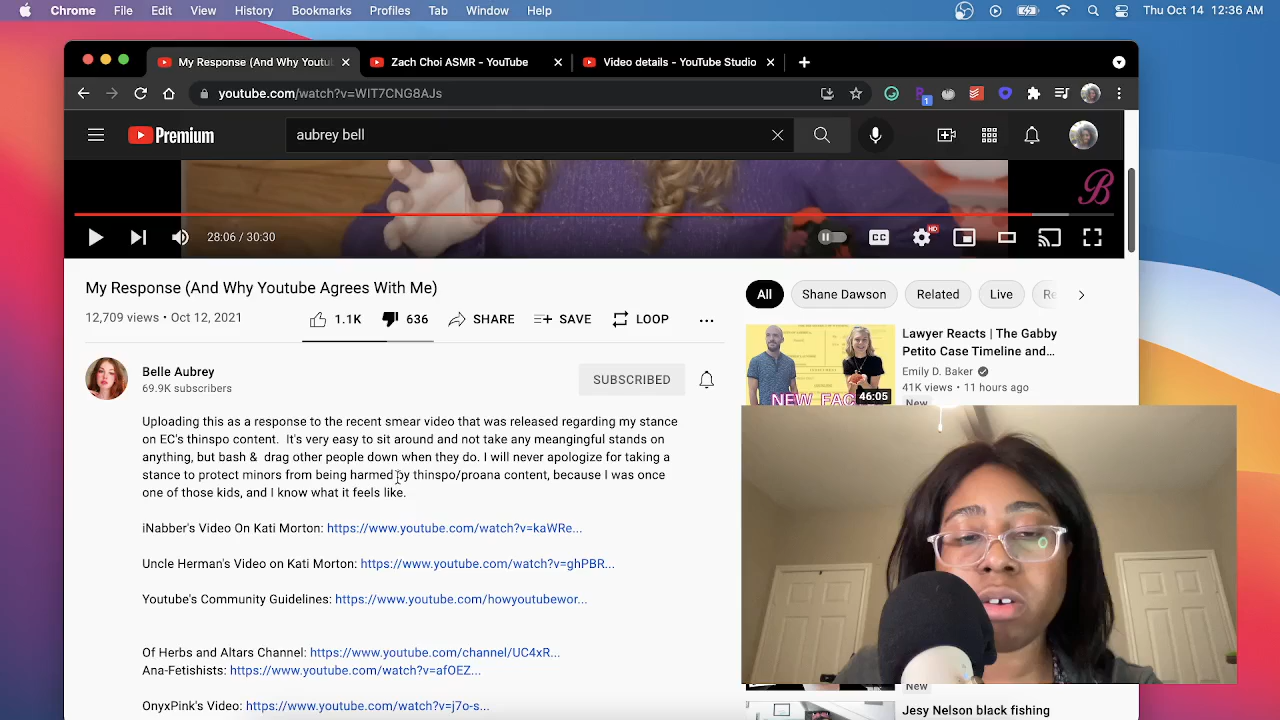 Chrome File Edit View History Bookmarks Profiles Tab Window Help Thu Oct 14 12:36 AM
My Response (And Why Youtu Zach Choi ASMR - YouTube Video details - YouTube Studio
youtube.com/watch?v=WIT7CNG8AJs 1
Premium aubrey bell
B
28:06 / 30:30 CC HD
My Response (And Why Youtube Agrees With Me)
12,709 views • Oct 12, 2021 1.1K 636 SHARE SAVE LOOP
Belle Aubrey
69.9K subscribers
SUBSCRIBED
Uploading this as a response to the recent smear video that was released regarding my stance
on EC's thinspo content. It's very easy to sit around and not take any meaningful stands on
anything, but bash & drag other people down when they do. I will never apologize for taking a
stance to protect minors from being harmed by thinspo/proana content, because I was once
one of those kids, and I know what it feels like.
iNabber's Video On Kati Morton: https://www.youtube.com/watch?v=kaWRe...
Uncle Herman's Video on Kati Morton: https://www.youtube.com/watch?v=ghPBR...
Youtube's Community Guidelines: https://www.youtube.com/howyoutubewor...
Of Herbs and Altars Channel: https://www.youtube.com/channel/UC4xR...
Ana-Fetishists: https://www.youtube.com/watch?v=afOEZ...
OnyxPink's Video: https://www.youtube.com/watch?v=j7o-s...
All Shane Dawson Related Live Re
Lawyer Reacts | The Gabby
Petito Case Timeline and...
Emily D. Baker
41K views • 11 hours ago
New
NEW FAC
46:05
New
Jesy Nelson black fishing